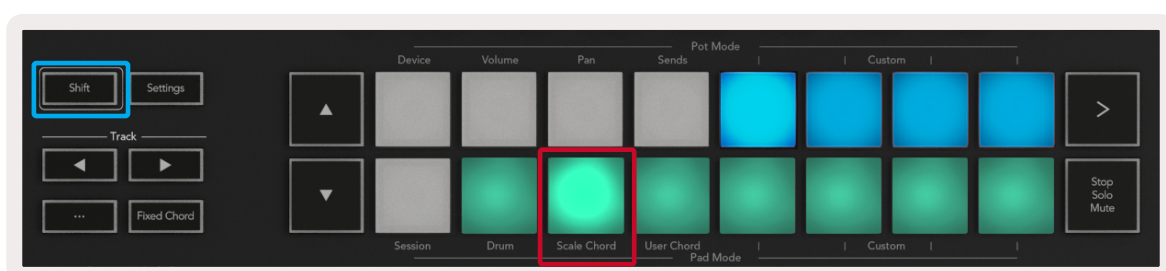 Pot Mode
Device Volume Pan Sends | | Custom | |
Shift Settings
Track
... Fixed Chord
>
Stop
Solo
Mute
Session Drum Scale Chord User Chord | | Custom | |
Pad Mode